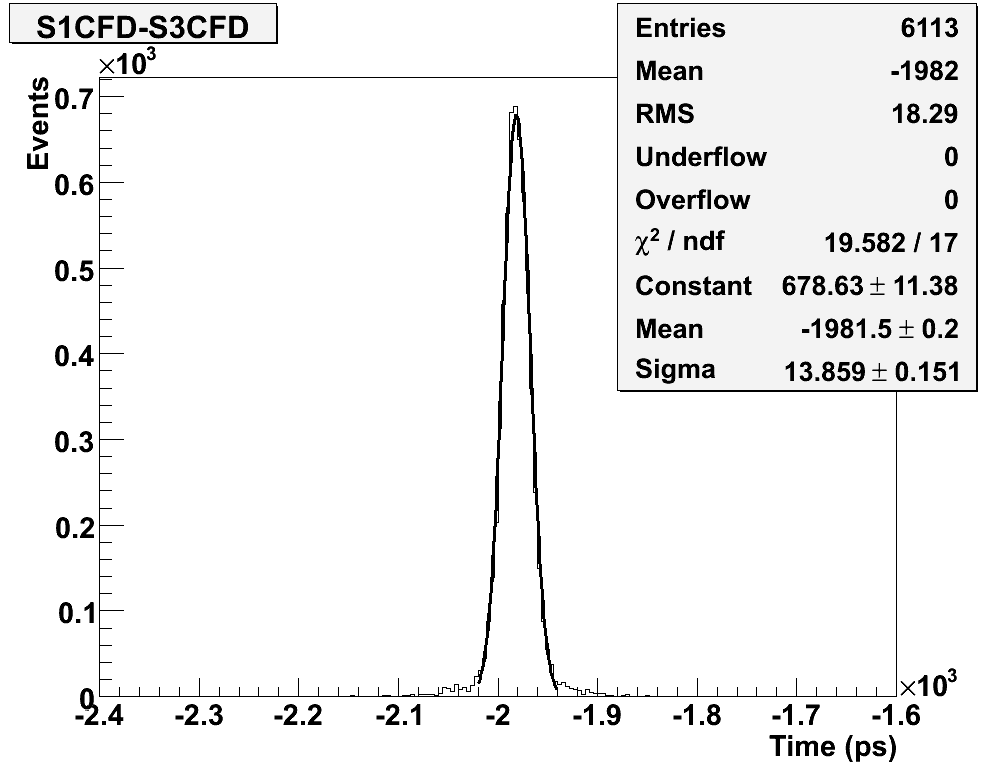 S1CFD-S3CFD
×10³
Events
0.7
0.6
0.5
0.4
0.3
0.2
0.1
0
-2.4 -2.3 -2.2 -2.1 -2 -1.9 -1.8 -1.7 -1.6
×10³
Time (ps)
Entries 6113
Mean -1982
RMS 18.29
Underflow 0
Overflow 0
χ² / ndf 19.582 / 17
Constant 678.63 ± 11.38
Mean -1981.5 ± 0.2
Sigma 13.859 ± 0.151